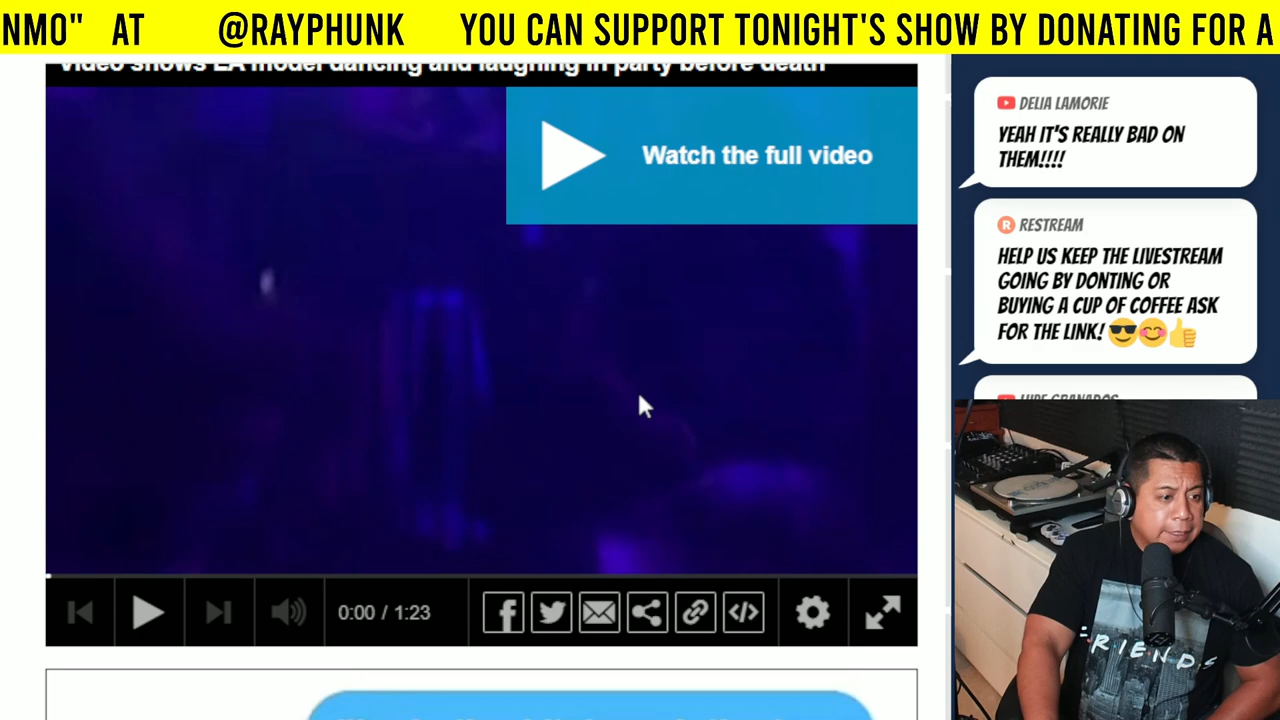 NMO" AT @RAYPHUNK YOU CAN SUPPORT TONIGHT'S SHOW BY DONATING FOR A
Video shows LA model dancing and laughing in party before death
Watch the full video
0:00 / 1:23
DELIA LAMORIE
YEAH IT'S REALLY BAD ON
THEM!!!!
RESTREAM
HELP US KEEP THE LIVESTREAM
GOING BY DONTING OR
BUYING A CUP OF COFFEE ASK
FOR THE LINK! 😎😊👍
FRIENDS